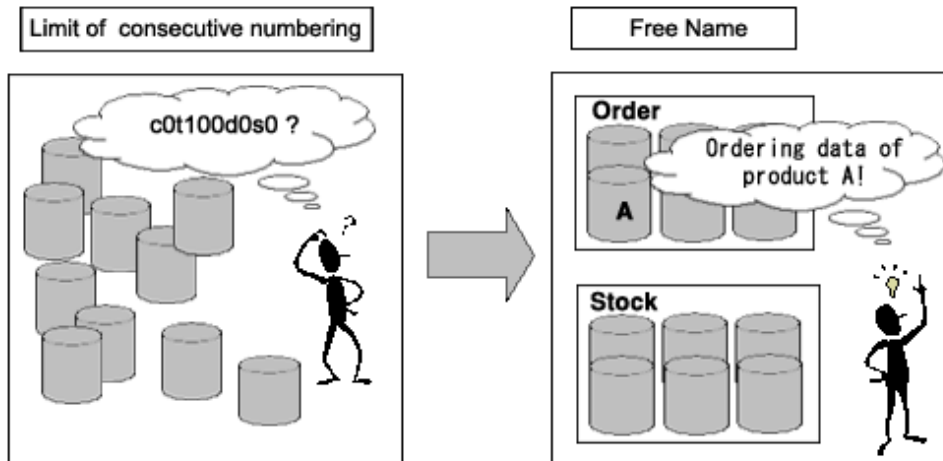 Limit of consecutive numbering
Free Name
c0t100d0s0 ?
?
Order
Ordering data of
product A!
A
Stock